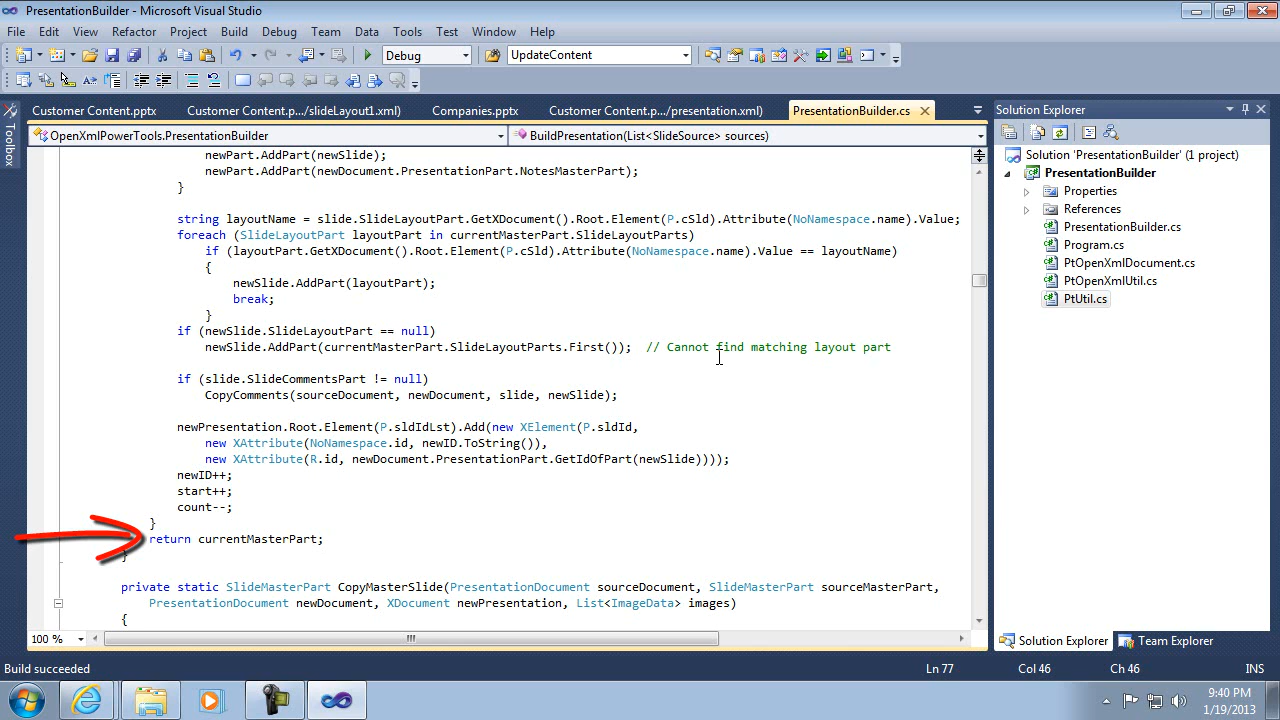 PresentationBuilder - Microsoft Visual Studio
File Edit View Refactor Project Build Debug Team Data Tools Test Window Help
Debug UpdateContent
Customer Content.pptx Customer Content.p.../slideLayout1.xml) Companies.pptx Customer Content.p.../presentation.xml) PresentationBuilder.cs
OpenXmlPowerTools.PresentationBuilder BuildPresentation(List<SlideSource> sources)
newPart.AddPart(newSlide);
newPart.AddPart(newDocument.PresentationPart.NotesMasterPart);
}
string layoutName = slide.SlideLayoutPart.GetXDocument().Root.Element(P.cSld).Attribute(NoNamespace.name).Value;
foreach (SlideLayoutPart layoutPart in currentMasterPart.SlideLayoutParts)
if (layoutPart.GetXDocument().Root.Element(P.cSld).Attribute(NoNamespace.name).Value == layoutName)
{
newSlide.AddPart(layoutPart);
break;
}
if (newSlide.SlideLayoutPart == null)
newSlide.AddPart(currentMasterPart.SlideLayoutParts.First()); // Cannot find matching layout part
if (slide.SlideCommentsPart != null)
CopyComments(sourceDocument, newDocument, slide, newSlide);
newPresentation.Root.Element(P.sldIdLst).Add(new XElement(P.sldId,
new XAttribute(NoNamespace.id, newID.ToString()),
new XAttribute(R.id, newDocument.PresentationPart.GetIdOfPart(newSlide))));
newID++;
start++;
count--;
}
return currentMasterPart;
}
private static SlideMasterPart CopyMasterSlide(PresentationDocument sourceDocument, SlideMasterPart sourceMasterPart,
PresentationDocument newDocument, XDocument newPresentation, List<ImageData> images)
{
100 %
Toolbox
Solution Explorer
Solution 'PresentationBuilder' (1 project)
PresentationBuilder
Properties
References
PresentationBuilder.cs
Program.cs
PtOpenXmlDocument.cs
PtOpenXmlUtil.cs
PtUtil.cs
Solution Explorer Team Explorer
Build succeeded Ln 77 Col 46 Ch 46 INS
9:40 PM
1/19/2013